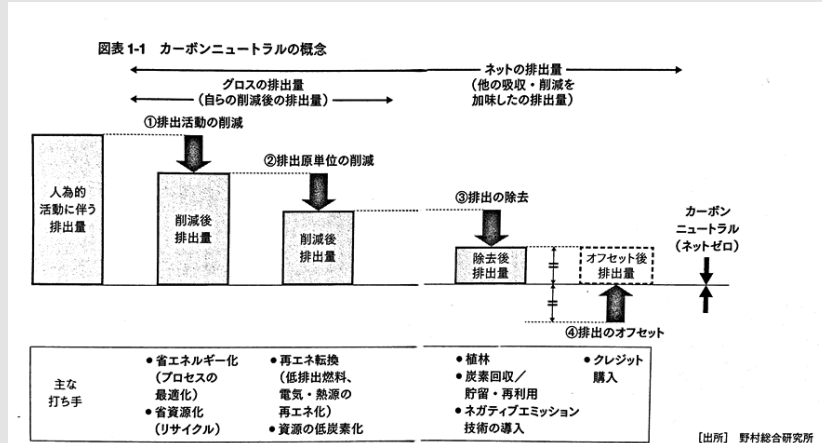 図表 1-1 カーボンニュートラルの概念
ネットの排出量
(他の吸収・削減を
加味したの排出量)
グロスの排出量
(自らの削減後の排出量)
①排出活動の削減
②排出原単位の削減
③排出の除去
④排出のオフセット
人為的
活動に伴う
排出量
削減後
排出量
削減後
排出量
除去後
排出量
オフセット後
排出量
カーボン
ニュートラル
(ネットゼロ)
主な
打ち手
●省エネルギー化
(プロセスの
最適化)
●省資源化
(リサイクル)
●再エネ転換
(低排出燃料、
電気・熱源の
再エネ化)
●資源の低炭素化
●植林
●炭素回収/
貯留・再利用
●ネガティブエミッション
技術の導入
●クレジット
購入
[出所] 野村総合研究所